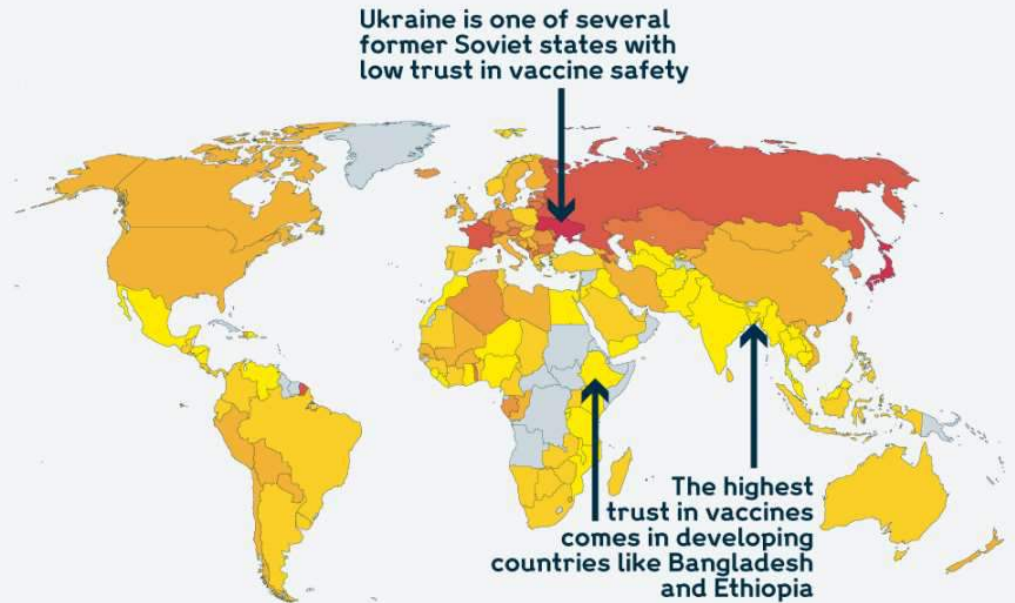 Ukraine is one of several
former Soviet states with
low trust in vaccine safety
The highest
trust in vaccines
comes in developing
countries like Bangladesh
and Ethiopia